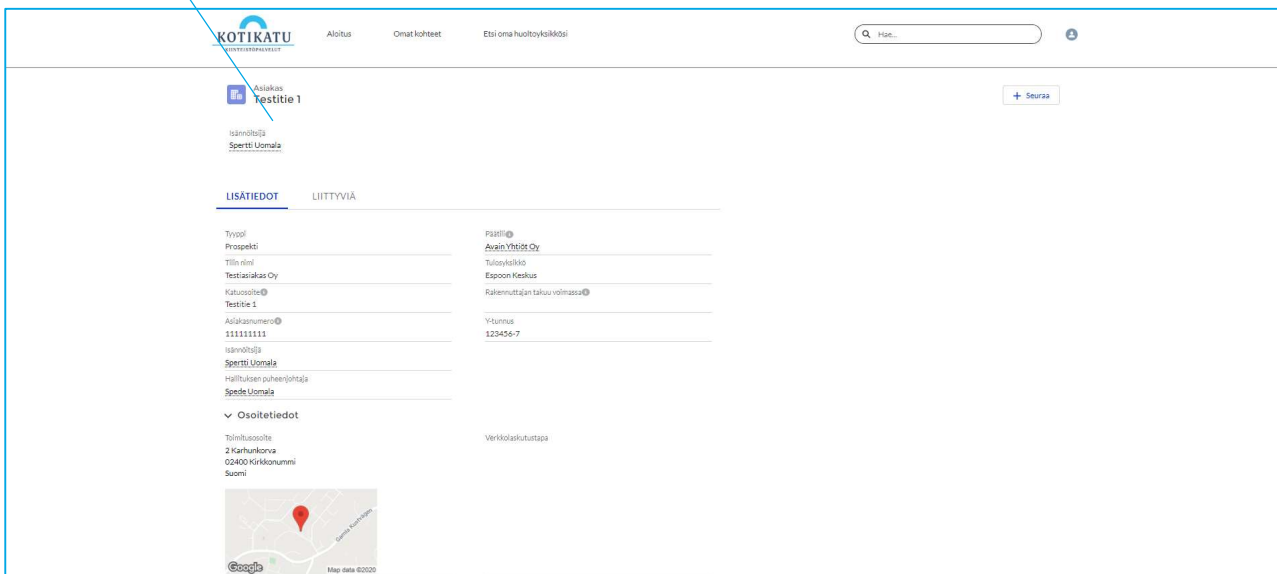 KOTIKATU
KIINTEISTÖPALVELUT
Aloitus
Omat kohteet
Etsi oma huoltoyksikkösi
Hae...
Asiakas
Testitie 1
+ Seuraa
Isännöitsijä
Spertti Uomala
LISÄTIEDOT
LIITTYVIÄ
Tyyppi
Prospekti
Päätili
Avain Yhtiöt Oy
Tilin nimi
Testiasiakas Oy
Tulosyksikkö
Espoon Keskus
Katuosoite
Testitie 1
Rakennuttajan takuu voimassa
Asiakasnumero
111111111
Y-tunnus
123456-7
Isännöitsijä
Spertti Uomala
Hallituksen puheenjohtaja
Spede Uomala
Osoitetiedot
Toimitusosoite
2 Karhunkorva
02400 Kirkkonummi
Suomi
Verkkolaskutustapa
Gamla Kustvägen
Google
Map data ©2020